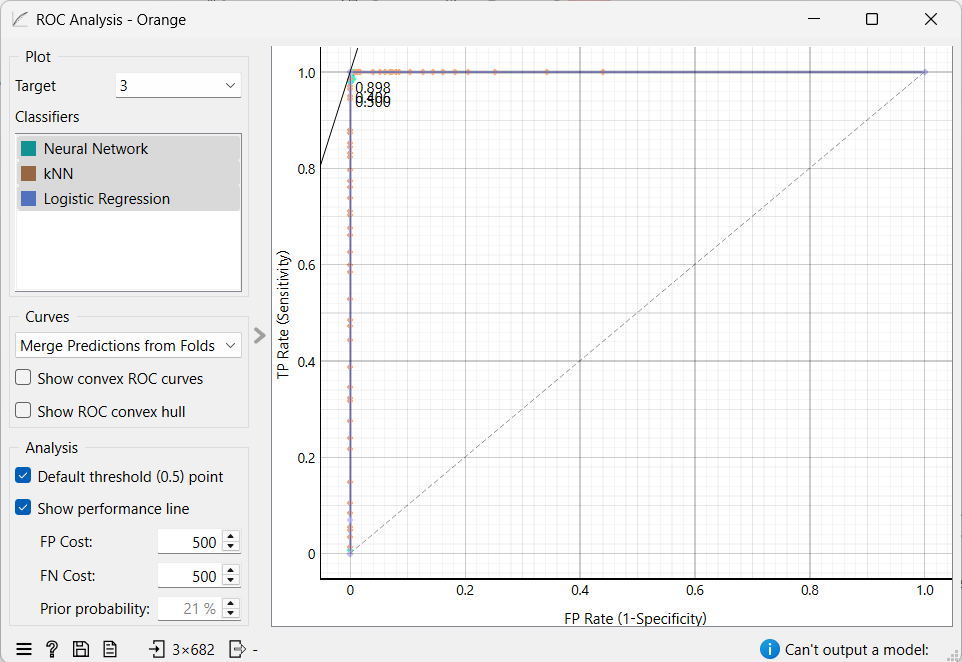 ROC Analysis - Orange
Plot
Target
3
Classifiers
Neural Network
kNN
Logistic Regression
Curves
Merge Predictions from Folds
Show convex ROC curves
Show ROC convex hull
Analysis
Default threshold (0.5) point
Show performance line
FP Cost:
500
FN Cost:
500
Prior probability:
21 %
3×682
-
TP Rate (Sensitivity)
1.0
0.8
0.6
0.4
0.2
0
0.898
0.500
0 0.2 0.4 0.6 0.8 1.0
FP Rate (1-Specificity)
Can't output a model: